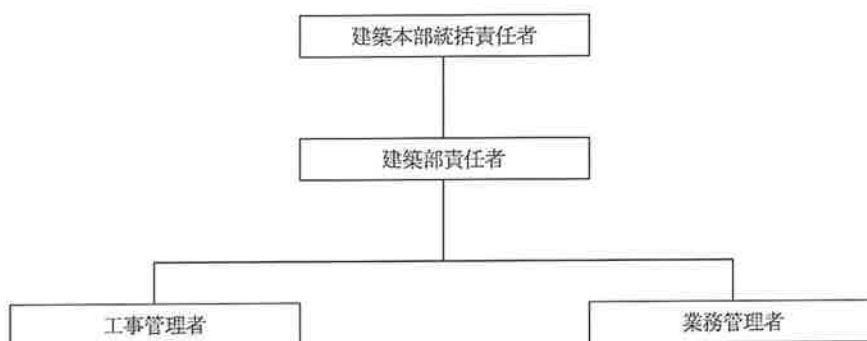 建築本部統括責任者
建築部責任者
工事管理者
業務管理者